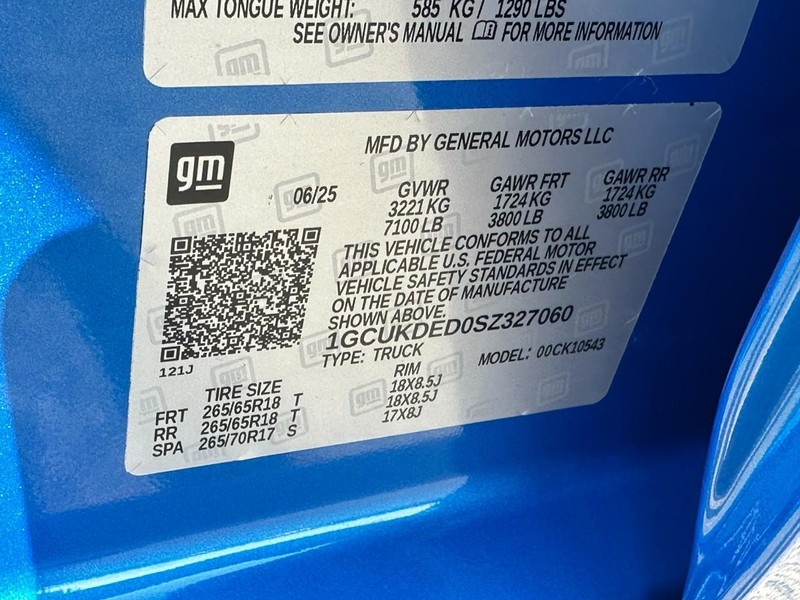 MAX TONGUE WEIGHT: 585 KG / 1290 LBS
SEE OWNER'S MANUAL FOR MORE INFORMATION
gm
MFD BY GENERAL MOTORS LLC
06/25 GVWR GAWR FRT GAWR RR
3221 KG 1724 KG 1724 KG
7100 LB 3800 LB 3800 LB
THIS VEHICLE CONFORMS TO ALL
APPLICABLE U.S. FEDERAL MOTOR
VEHICLE SAFETY STANDARDS IN EFFECT
ON THE DATE OF MANUFACTURE
SHOWN ABOVE.
1GCUKDED0SZ327060
TYPE: TRUCK MODEL: 00CK10543
121J
TIRE SIZE RIM
FRT 265/65R18 T 18X8.5J
RR 265/65R18 T 18X8.5J
SPA 265/70R17 S 17X8J